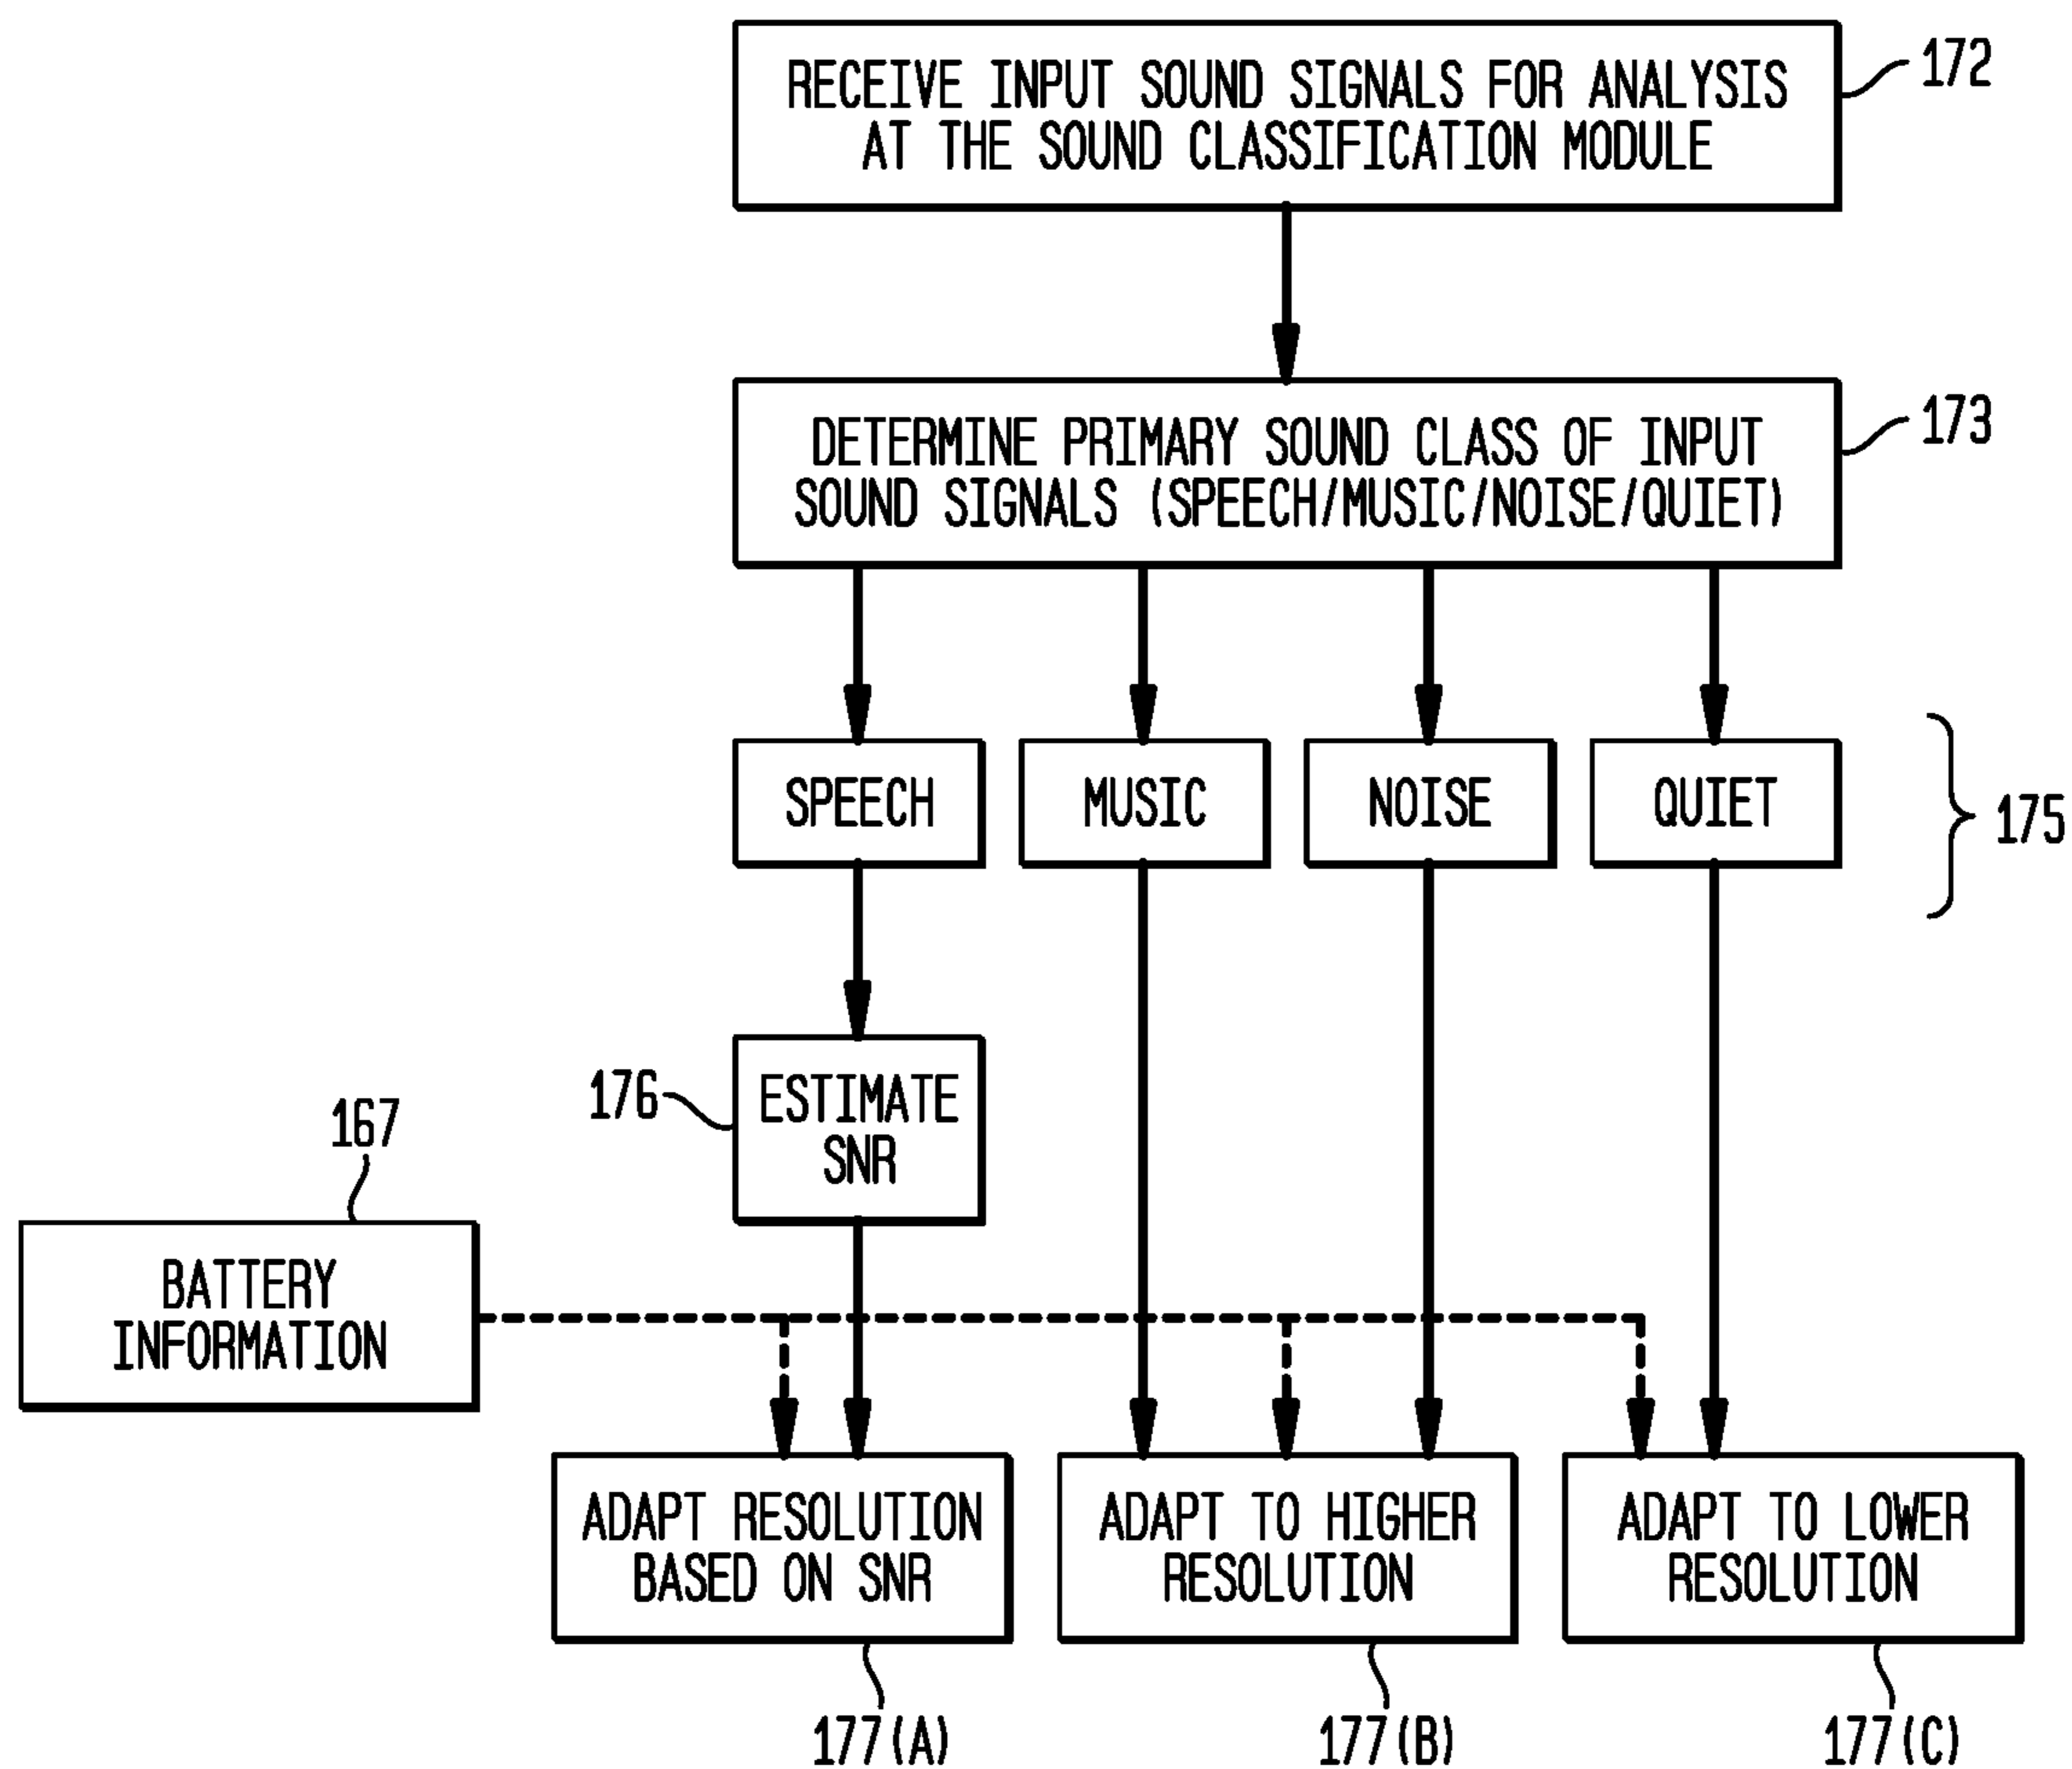 RECEIVE INPUT SOUND SIGNALS FOR ANALYSIS
AT THE SOUND CLASSIFICATION MODULE
172
DETERMINE PRIMARY SOUND CLASS OF INPUT
SOUND SIGNALS (SPEECH/MUSIC/NOISE/QUIET)
173
SPEECH
MUSIC
NOISE
QUIET
175
176
ESTIMATE
SNR
167
BATTERY
INFORMATION
ADAPT RESOLUTION
BASED ON SNR
ADAPT TO HIGHER
RESOLUTION
ADAPT TO LOWER
RESOLUTION
177(A)
177(B)
177(C)